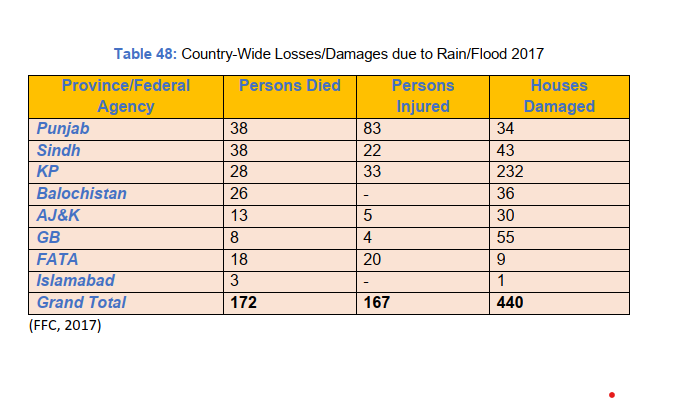 Table 48: Country-Wide Losses/Damages due to Rain/Flood 2017
Province/Federal Agency Persons Died Persons Injured Houses Damaged
Punjab 38 83 34
Sindh 38 22 43
KP 28 33 232
Balochistan 26 - 36
AJ&K 13 5 30
GB 8 4 55
FATA 18 20 9
Islamabad 3 - 1
Grand Total 172 167 440
(FFC, 2017)